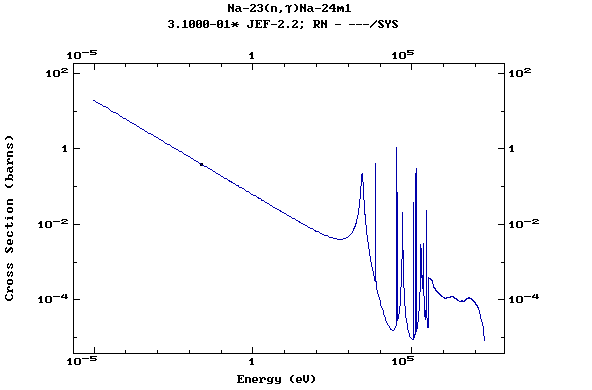 Na-23(n,γ)Na-24m1
3.1000-01* JEF-2.2; RN - ---/SYS
10⁻⁵ 1 10⁵
10² 10²
1 1
10⁻² 10⁻²
10⁻⁴ 10⁻⁴
Cross Section (barns)
10⁻⁵ 1 10⁵
Energy (eV)